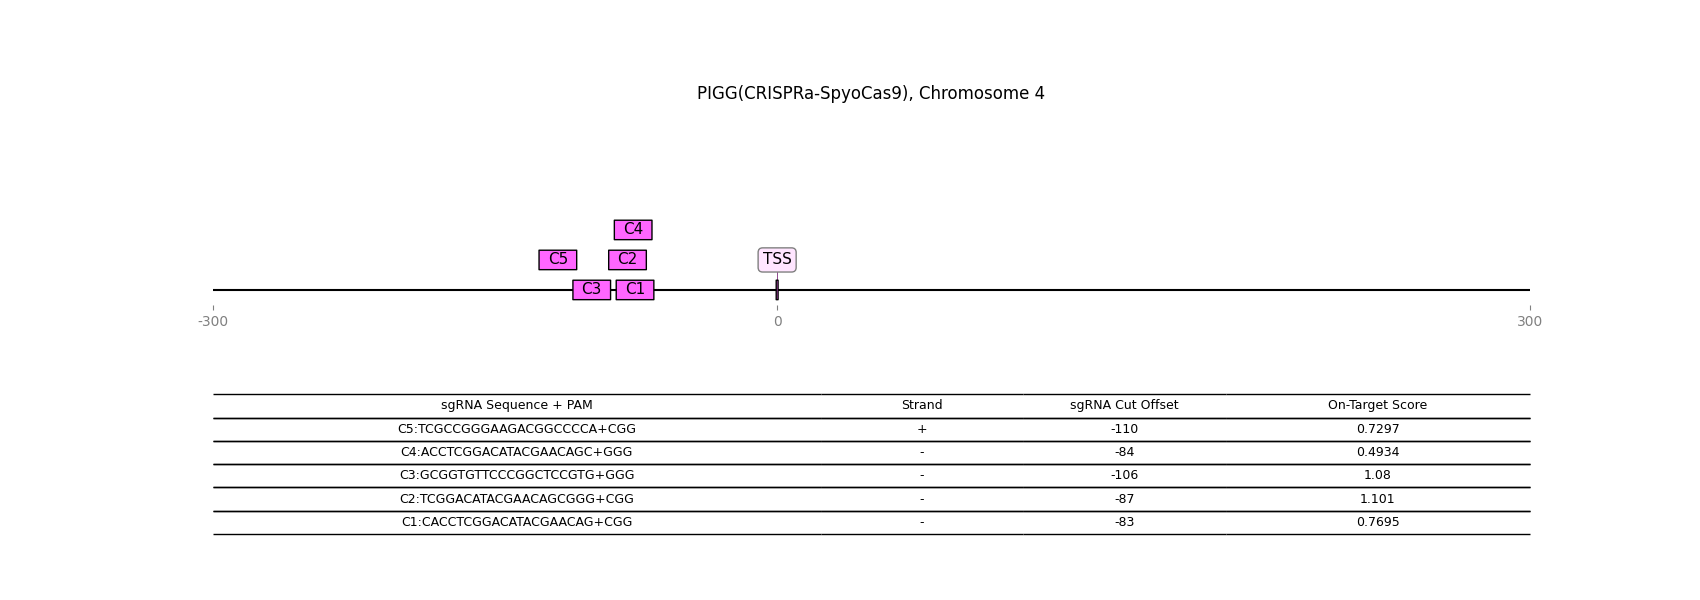 PIGG(CRISPRa-SpyoCas9), Chromosome 4
C4
C5 C2 TSS
C3 C1
-300 0 300
sgRNA Sequence + PAM Strand sgRNA Cut Offset On-Target Score
C5:TCGCCGGGAAGACGGCCCCA+CGG + -110 0.7297
C4:ACCTCGGACATACGAACAGC+GGG - -84 0.4934
C3:GCGGTGTTCCCGGCTCCGTG+GGG - -106 1.08
C2:TCGGACATACGAACAGCGGG+CGG - -87 1.101
C1:CACCTCGGACATACGAACAG+CGG - -83 0.7695